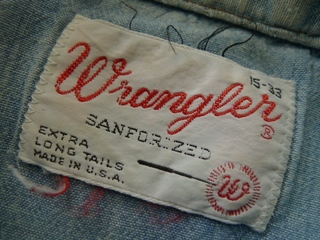 15-33
Wrangler®
SANFORIZED
EXTRA
LONG TAILS
MADE IN U.S.A.
W